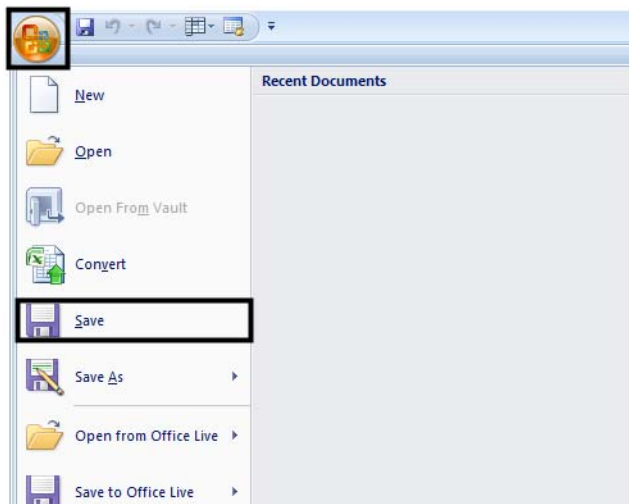 Recent Documents
New
Open
Open From Vault
Convert
Save
Save As
Open from Office Live
Save to Office Live